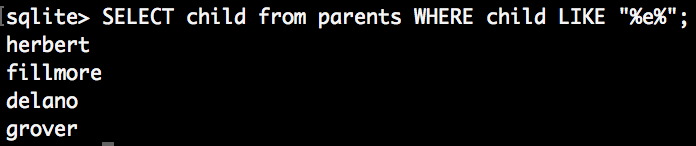 sqlite> SELECT child from parents WHERE child LIKE "%e%";
herbert
fillmore
delano
grover